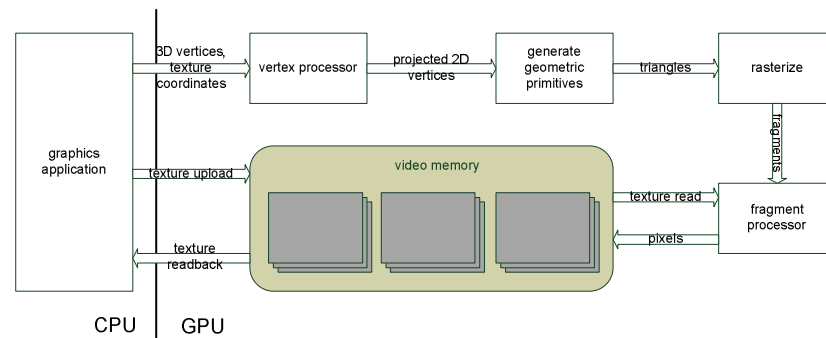 3D vertices,
texture
coordinates
vertex processor
projected 2D
vertices
generate
geometric
primitives
triangles
rasterize
fragments
graphics
application
texture upload
video memory
texture read
fragment
processor
pixels
texture
readback
CPU
GPU